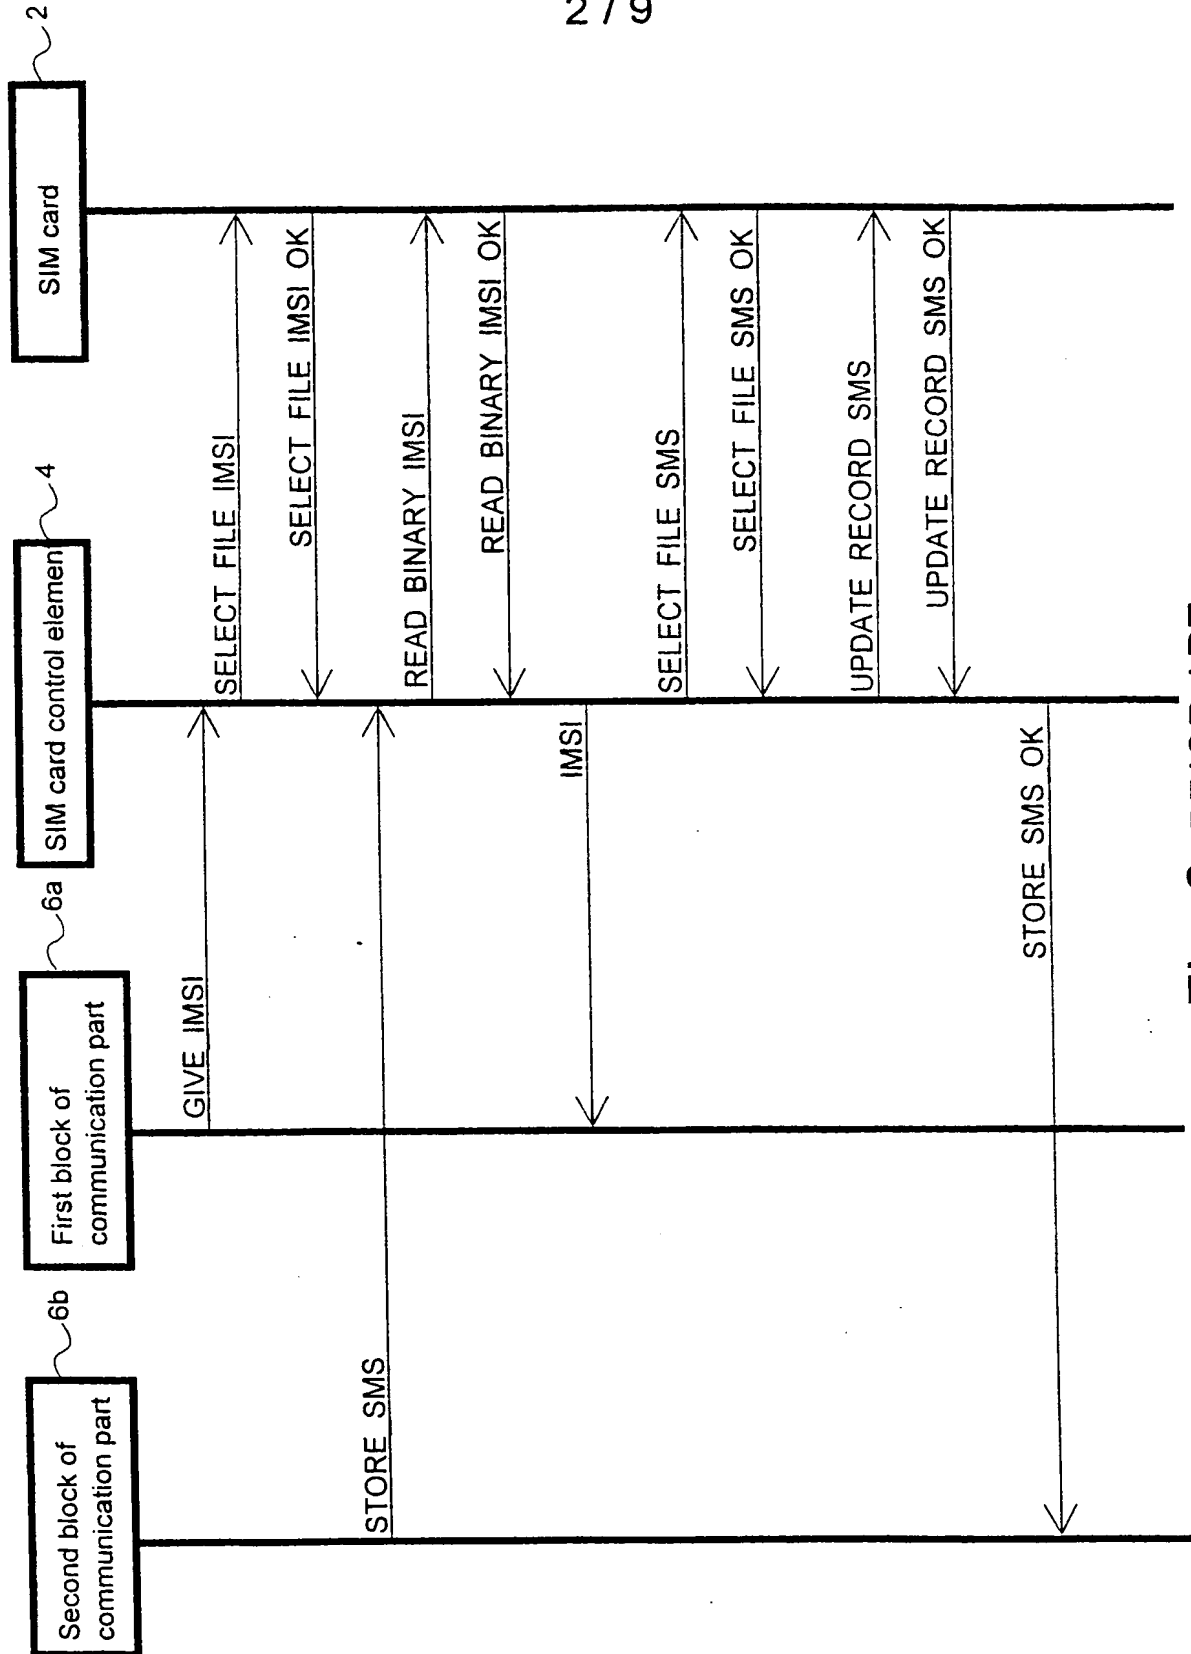 2 / 9
Second block of
communication part
6b
First block of
communication part
6a
SIM card control element
4
SIM card
2
GIVE IMSI
SELECT FILE IMSI
SELECT FILE IMSI OK
STORE SMS
READ BINARY IMSI
READ BINARY IMSI OK
IMSI
SELECT FILE SMS
SELECT FILE SMS OK
UPDATE RECORD SMS
UPDATE RECORD SMS OK
STORE SMS OK